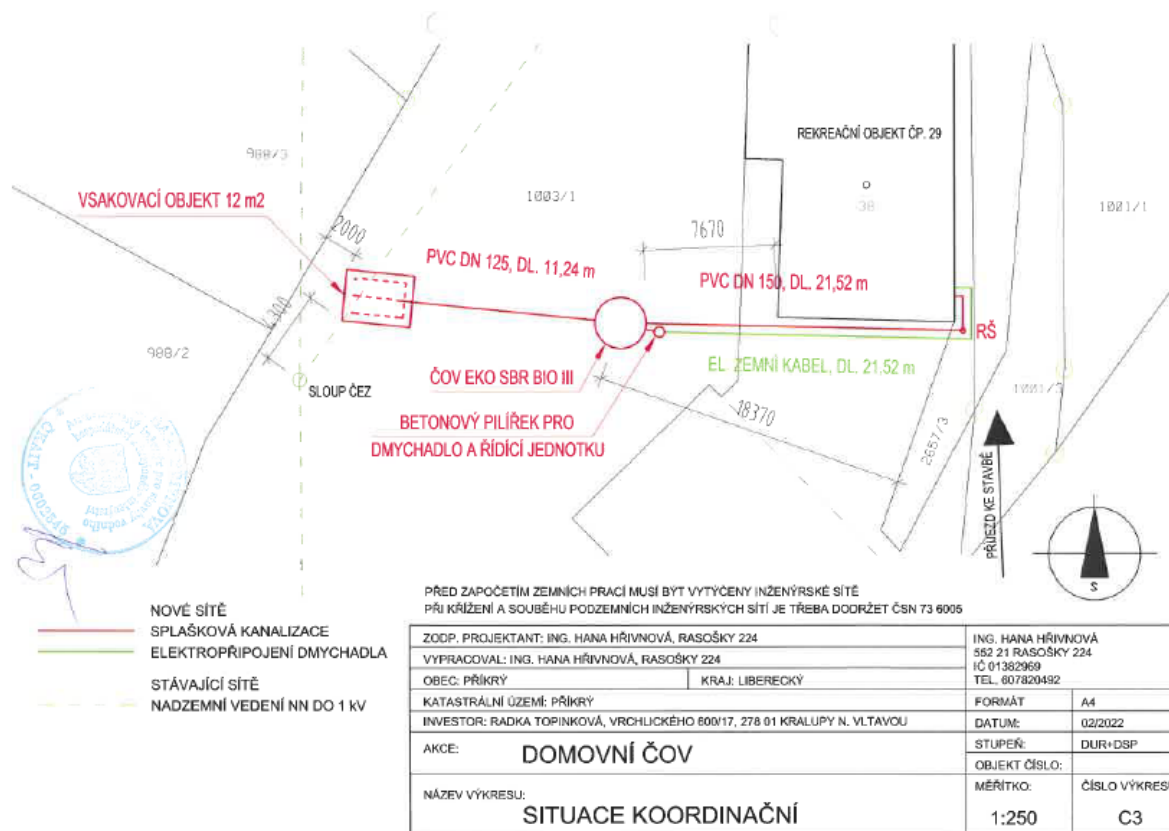 988/3
VSAKOVACÍ OBJEKT 12 m2
2000
1003/1
REKREAČNÍ OBJEKT ČP. 29
38
1001/1
7670
PVC DN 125, DL. 11,24 m
PVC DN 150, DL. 21,52 m
4300
988/2
RŠ
SLOUP ČEZ
ČOV EKO SBR BIO III
EL. ZEMNÍ KABEL, DL. 21,52 m
1001/3
18370
BETONOVÝ PILÍŘEK PRO
DMYCHADLO A ŘÍDÍCÍ JEDNOTKU
2657/3
PŘÍJEZD KE STAVBĚ
S
PŘED ZAPOČETÍM ZEMNÍCH PRACÍ MUSÍ BÝT VYTÝČENY INŽENÝRSKÉ SÍTĚ
PŘI KŘÍŽENÍ A SOUBĚHU PODZEMNÍCH INŽENÝRSKÝCH SÍTÍ JE TŘEBA DODRŽET ČSN 73 6005
NOVÉ SÍTĚ
SPLAŠKOVÁ KANALIZACE
ELEKTROPŘIPOJENÍ DMYCHADLA
STÁVAJÍCÍ SÍTĚ
NADZEMNÍ VEDENÍ NN DO 1 kV
ZODP. PROJEKTANT: ING. HANA HŘIVNOVÁ, RASOŠKY 224
VYPRACOVAL: ING. HANA HŘIVNOVÁ, RASOŠKY 224
OBEC: PŘÍKRÝ KRAJ: LIBERECKÝ
ING. HANA HŘIVNOVÁ
552 21 RASOŠKY 224
IČ 01382969
TEL. 607820492
KATASTRÁLNÍ ÚZEMÍ: PŘÍKRÝ
FORMÁT A4
INVESTOR: RADKA TOPINKOVÁ, VRCHLICKÉHO 600/17, 278 01 KRALUPY N. VLTAVOU
DATUM: 02/2022
AKCE: DOMOVNÍ ČOV
STUPEŇ: DUR+DSP
OBJEKT ČÍSLO:
NÁZEV VÝKRESU:
SITUACE KOORDINAČNÍ
MĚŘÍTKO: ČÍSLO VÝKRESU
1:250 C3